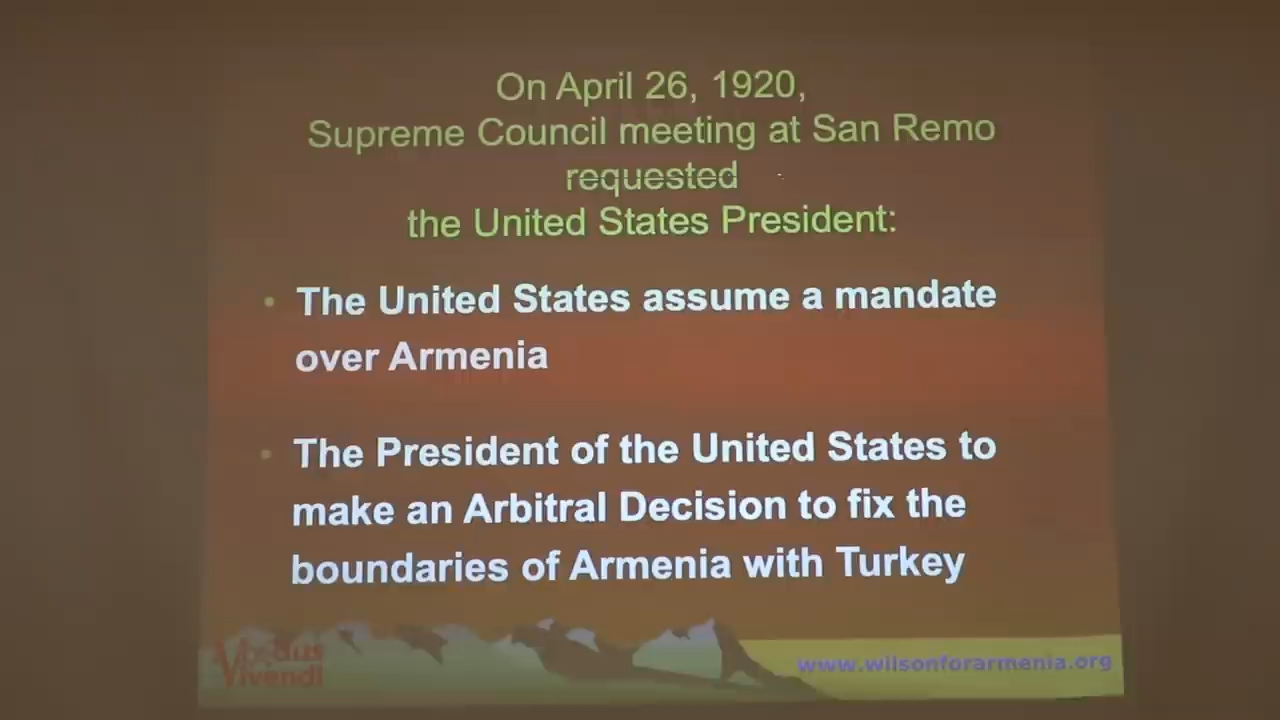 On April 26, 1920,
Supreme Council meeting at San Remo
requested
the United States President:
• The United States assume a mandate
over Armenia
• The President of the United States to
make an Arbitral Decision to fix the
boundaries of Armenia with Turkey
Modus
Vivendi
www.wilsonforarmenia.org